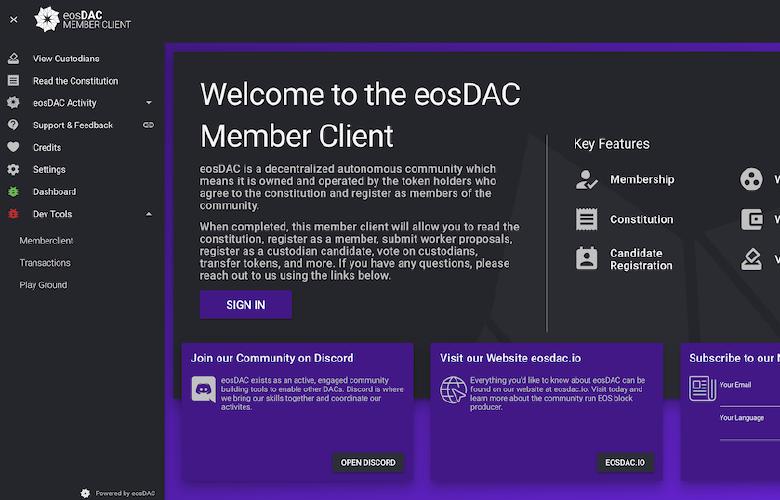 eosDAC
MEMBER CLIENT
View Custodians
Read the Constitution
eosDAC Activity
Support & Feedback
Credits
Settings
Dashboard
Dev Tools
Memberclient
Transactions
Play Ground
Powered by eosDAC
Welcome to the eosDAC
Member Client
eosDAC is a decentralized autonomous community which
means it is owned and operated by the token holders who
agree to the constitution and register as members of the
community.
When completed, this member client will allow you to read the
constitution, register as a member, submit worker proposals,
register as a custodian candidate, vote on custodians,
transfer tokens, and more. If you have any questions, please
reach out to us using the links below.
SIGN IN
Key Features
Membership
Constitution
Candidate
Registration
Join our Community on Discord
eosDAC exists as an active, engaged community
building tools to enable other DACs. Discord is where
we bring our skills together and coordinate our
activites.
OPEN DISCORD
Visit our Website eosdac.io
Everything you'd like to know about eosDAC can be
found on our website at eosdac.io. Visit today and
learn more about the community run EOS block
producer.
EOSDAC.IO
Subscribe to our
Your Email
Your Language